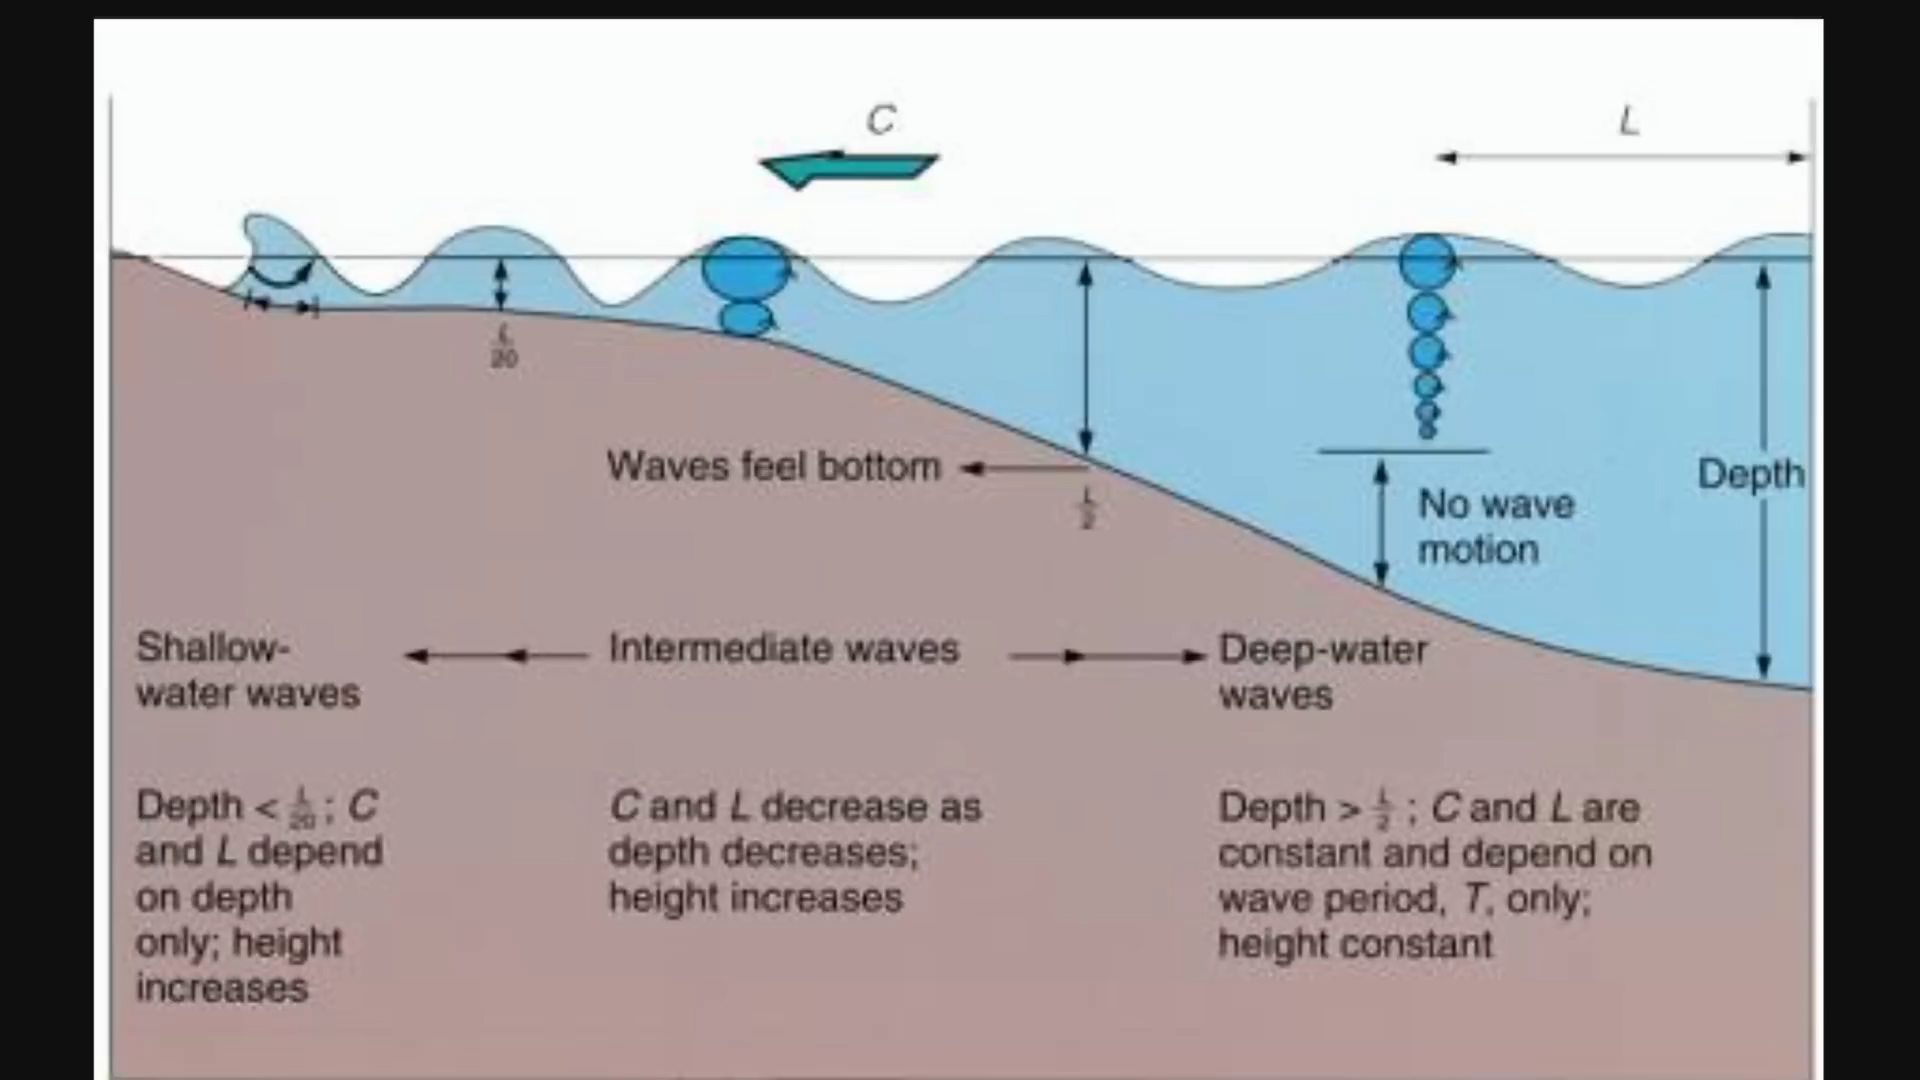 C
L
L/20
Waves feel bottom
L/2
No wave
motion
Depth
Shallow-
water waves
Intermediate waves
Deep-water
waves
Depth < L/20 ; C
and L depend
on depth
only; height
increases
C and L decrease as
depth decreases;
height increases
Depth > L/2 ; C and L are
constant and depend on
wave period, T, only;
height constant